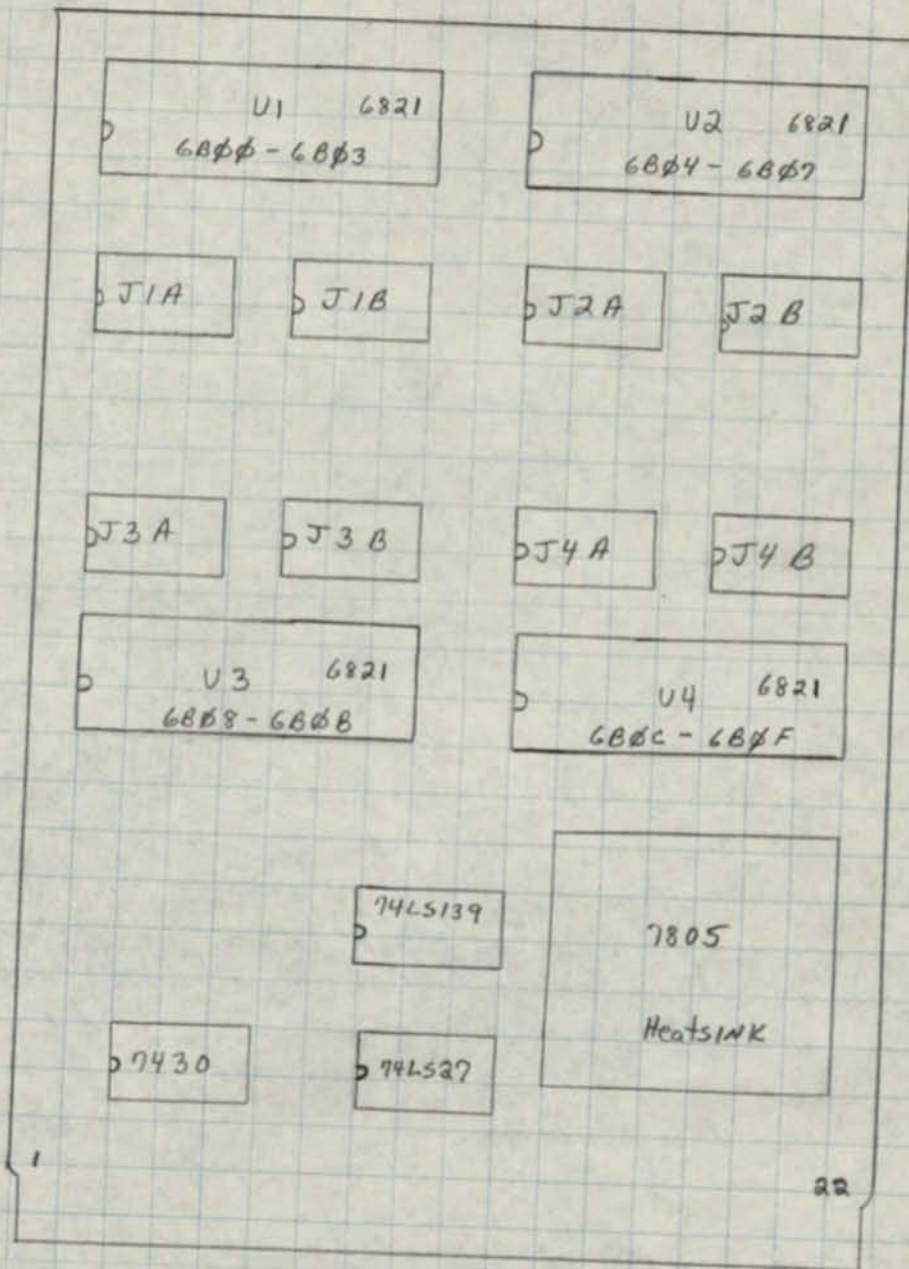 U1 6821
6BØØ - 6BØ3
U2 6821
6BØ4 - 6BØ7
J1A
J1B
J2A
J2B
J3A
J3B
J4A
J4B
U3 6821
6BØ8 - 6BØB
U4 6821
6BØC - 6BØF
74LS139
7805
HeatSINK
7430
74LS27
1
22